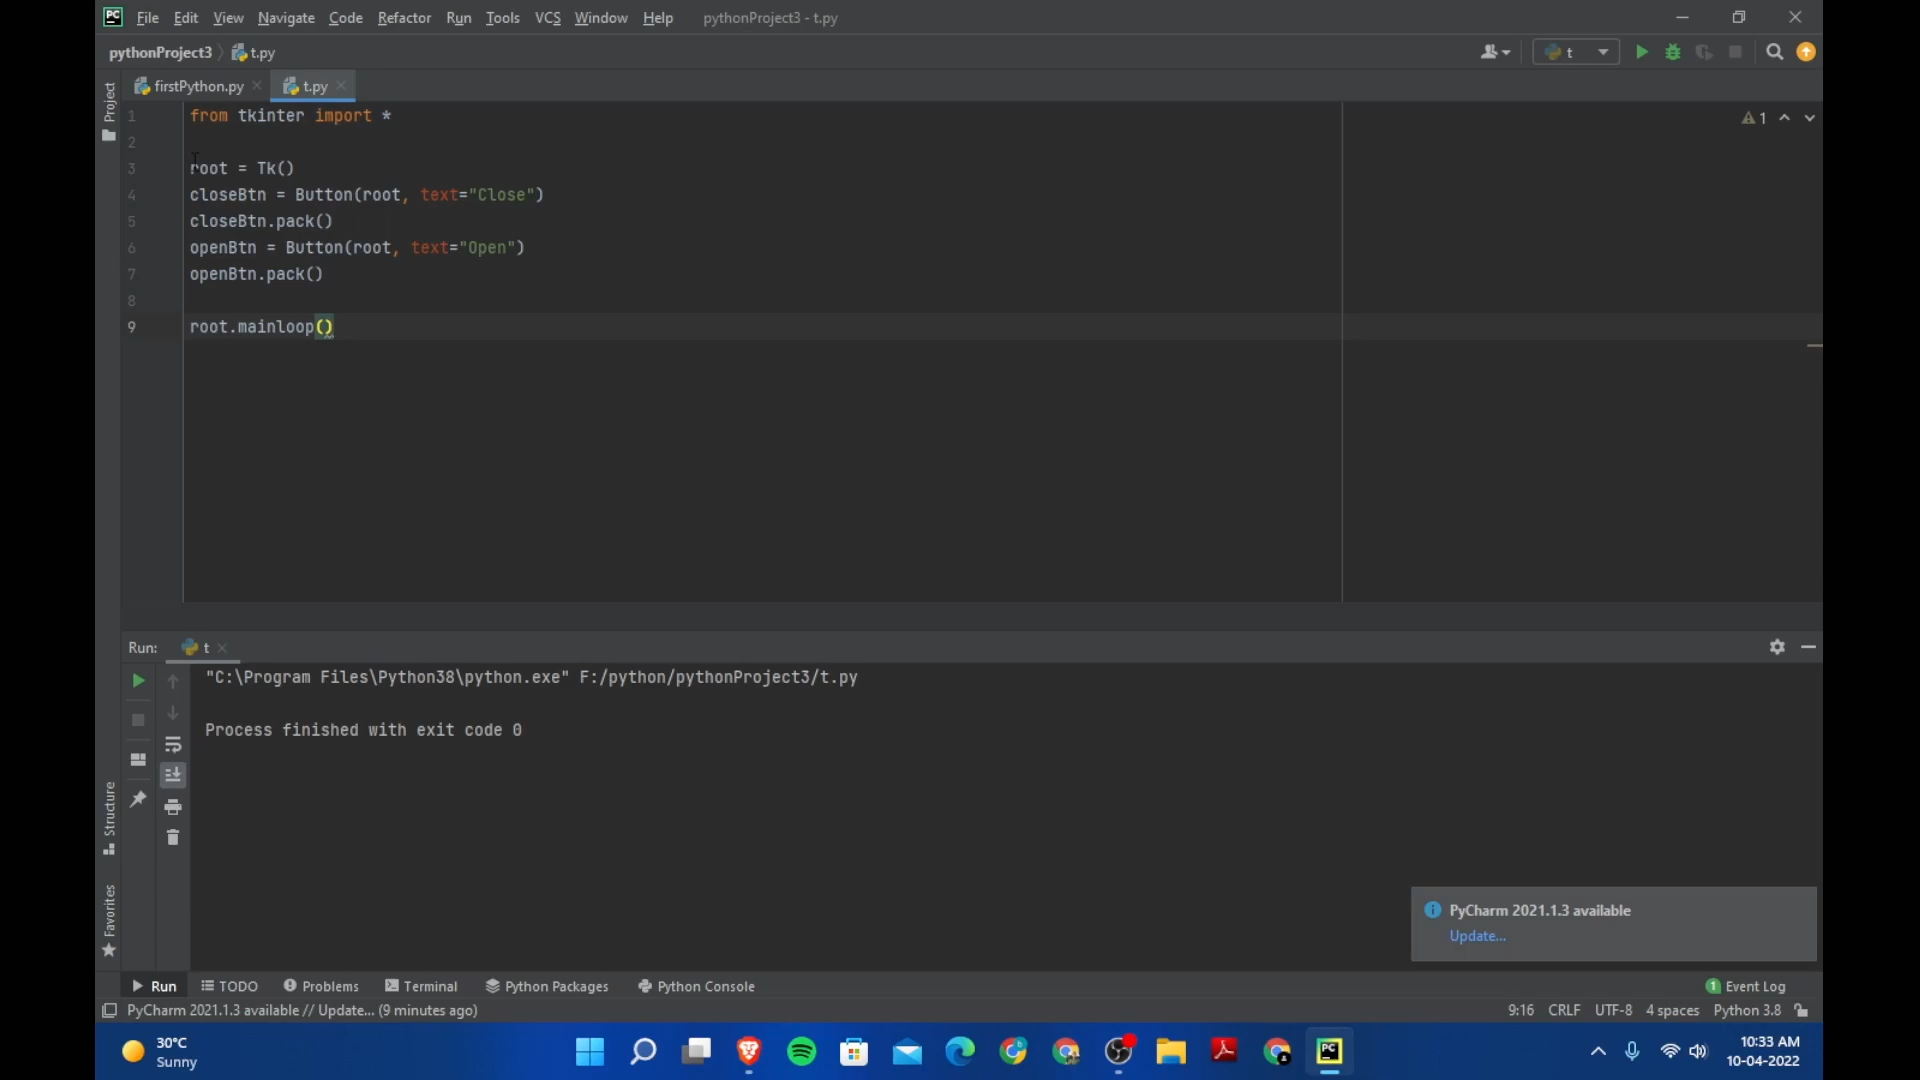 File Edit View Navigate Code Refactor Run Tools VCS Window Help pythonProject3 - t.py
pythonProject3 t.py
t
firstPython.py t.py
Project
1 from tkinter import *
1
2
3 root = Tk()
4 closeBtn = Button(root, text="Close")
5 closeBtn.pack()
6 openBtn = Button(root, text="Open")
7 openBtn.pack()
8
9 root.mainloop()
Run: t
"C:\Program Files\Python38\python.exe" F:/python/pythonProject3/t.py
Process finished with exit code 0
Structure
Favorites
PyCharm 2021.1.3 available
Update...
Run TODO Problems Terminal Python Packages Python Console 1 Event Log
PyCharm 2021.1.3 available // Update... (9 minutes ago) 9:16 CRLF UTF-8 4 spaces Python 3.8
30°C
Sunny
10:33 AM
10-04-2022